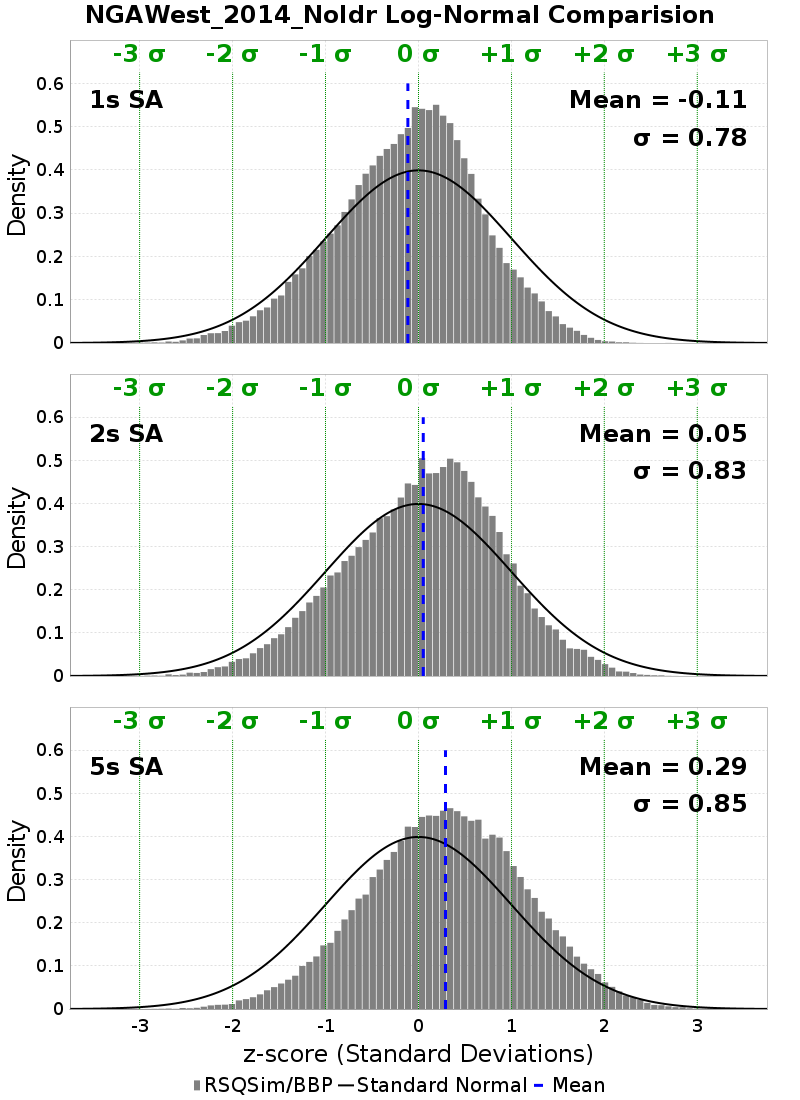 NGAWest_2014_NoIdr Log-Normal Comparision
-3 σ -2 σ -1 σ 0 σ +1 σ +2 σ +3 σ
0.6
1s SA Mean = -0.11
0.5
σ = 0.78
0.4
Density
0.3
0.2
0.1
0
-3 σ -2 σ -1 σ 0 σ +1 σ +2 σ +3 σ
0.6
2s SA Mean = 0.05
0.5
σ = 0.83
0.4
Density
0.3
0.2
0.1
0
-3 σ -2 σ -1 σ 0 σ +1 σ +2 σ +3 σ
0.6
5s SA Mean = 0.29
0.5
σ = 0.85
0.4
Density
0.3
0.2
0.1
0
-3 -2 -1 0 1 2 3
z-score (Standard Deviations)
RSQSim/BBP Standard Normal Mean